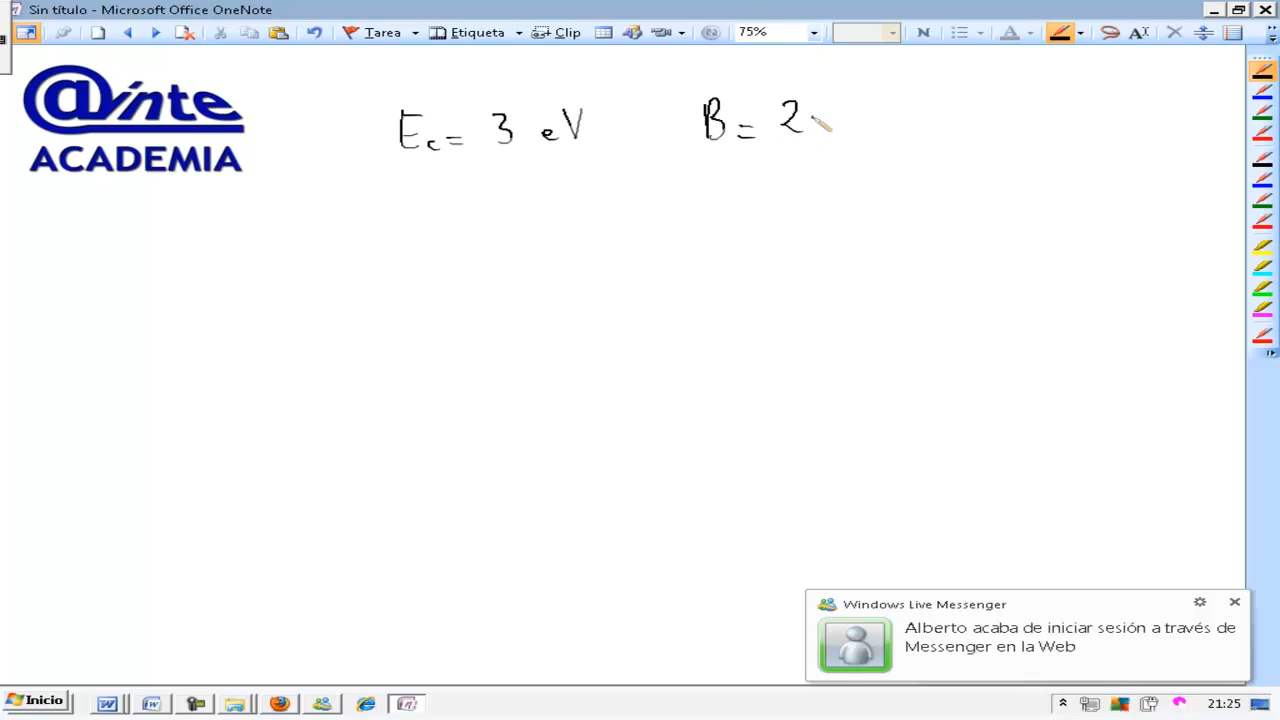 Sin título - Microsoft Office OneNote
Tarea Etiqueta Clip 75% N A
@inte
ACADEMIA
Ec = 3 eV B = 2
Windows Live Messenger
Alberto acaba de iniciar sesión a través de
Messenger en la Web
Inicio 21:25